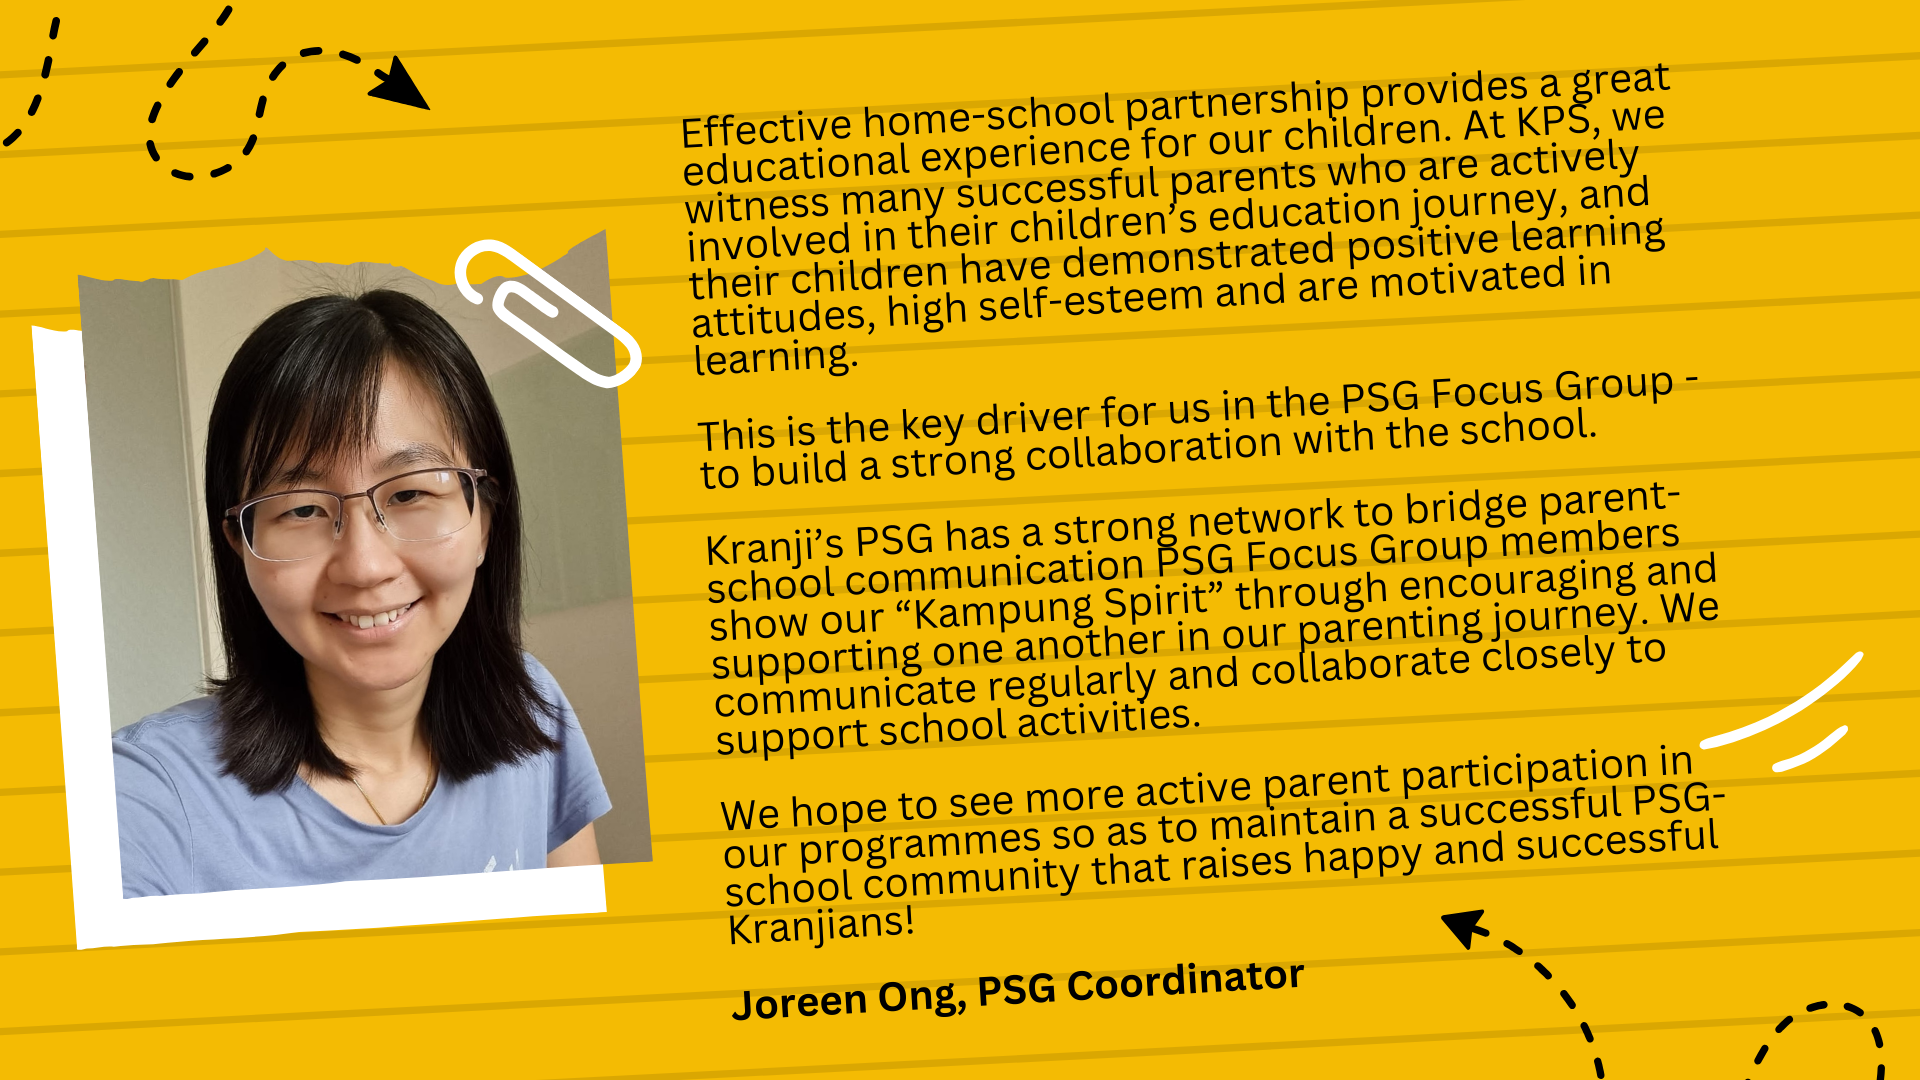 Effective home-school partnership provides a great
educational experience for our children. At KPS, we
witness many successful parents who are actively
involved in their children’s education journey, and
their children have demonstrated positive learning
attitudes, high self-esteem and are motivated in
learning.
This is the key driver for us in the PSG Focus Group -
to build a strong collaboration with the school.
Kranji’s PSG has a strong network to bridge parent-
school communication PSG Focus Group members
show our “Kampung Spirit” through encouraging and
supporting one another in our parenting journey. We
communicate regularly and collaborate closely to
support school activities.
We hope to see more active parent participation in
our programmes so as to maintain a successful PSG-
school community that raises happy and successful
Kranjians!
Joreen Ong, PSG Coordinator